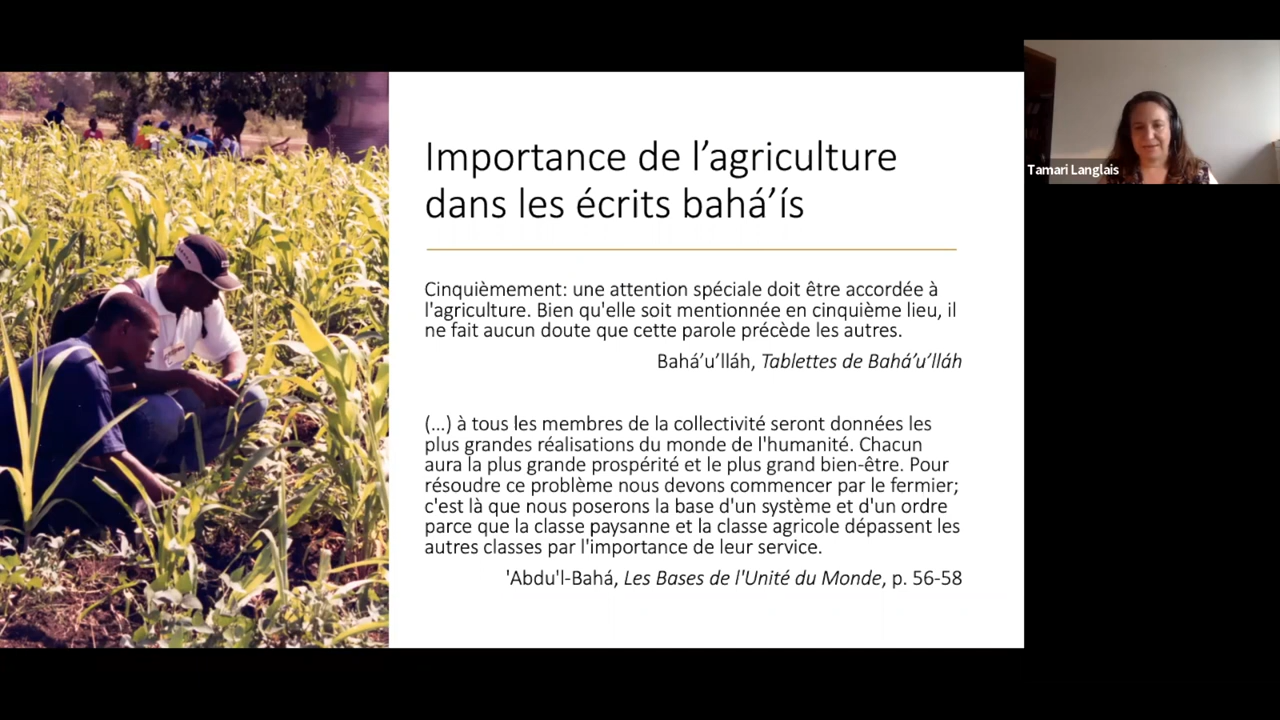 Importance de l’agriculture
dans les écrits bahá’ís
Cinquièmement: une attention spéciale doit être accordée à
l'agriculture. Bien qu'elle soit mentionnée en cinquième lieu, il
ne fait aucun doute que cette parole précède les autres.
Bahá’u’lláh, Tablettes de Bahá’u’lláh
(...) à tous les membres de la collectivité seront données les
plus grandes réalisations du monde de l'humanité. Chacun
aura la plus grande prospérité et le plus grand bien-être. Pour
résoudre ce problème nous devons commencer par le fermier;
c'est là que nous poserons la base d'un système et d'un ordre
parce que la classe paysanne et la classe agricole dépassent les
autres classes par l'importance de leur service.
'Abdu'l-Bahá, Les Bases de l'Unité du Monde, p. 56-58
Tamari Langlais